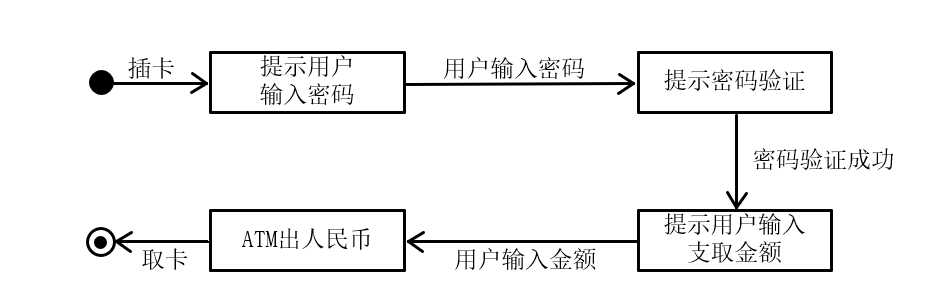 插卡
提示用户
输入密码
用户输入密码
提示密码验证
密码验证成功
提示用户输入
支取金额
用户输入金额
ATM出人民币
取卡